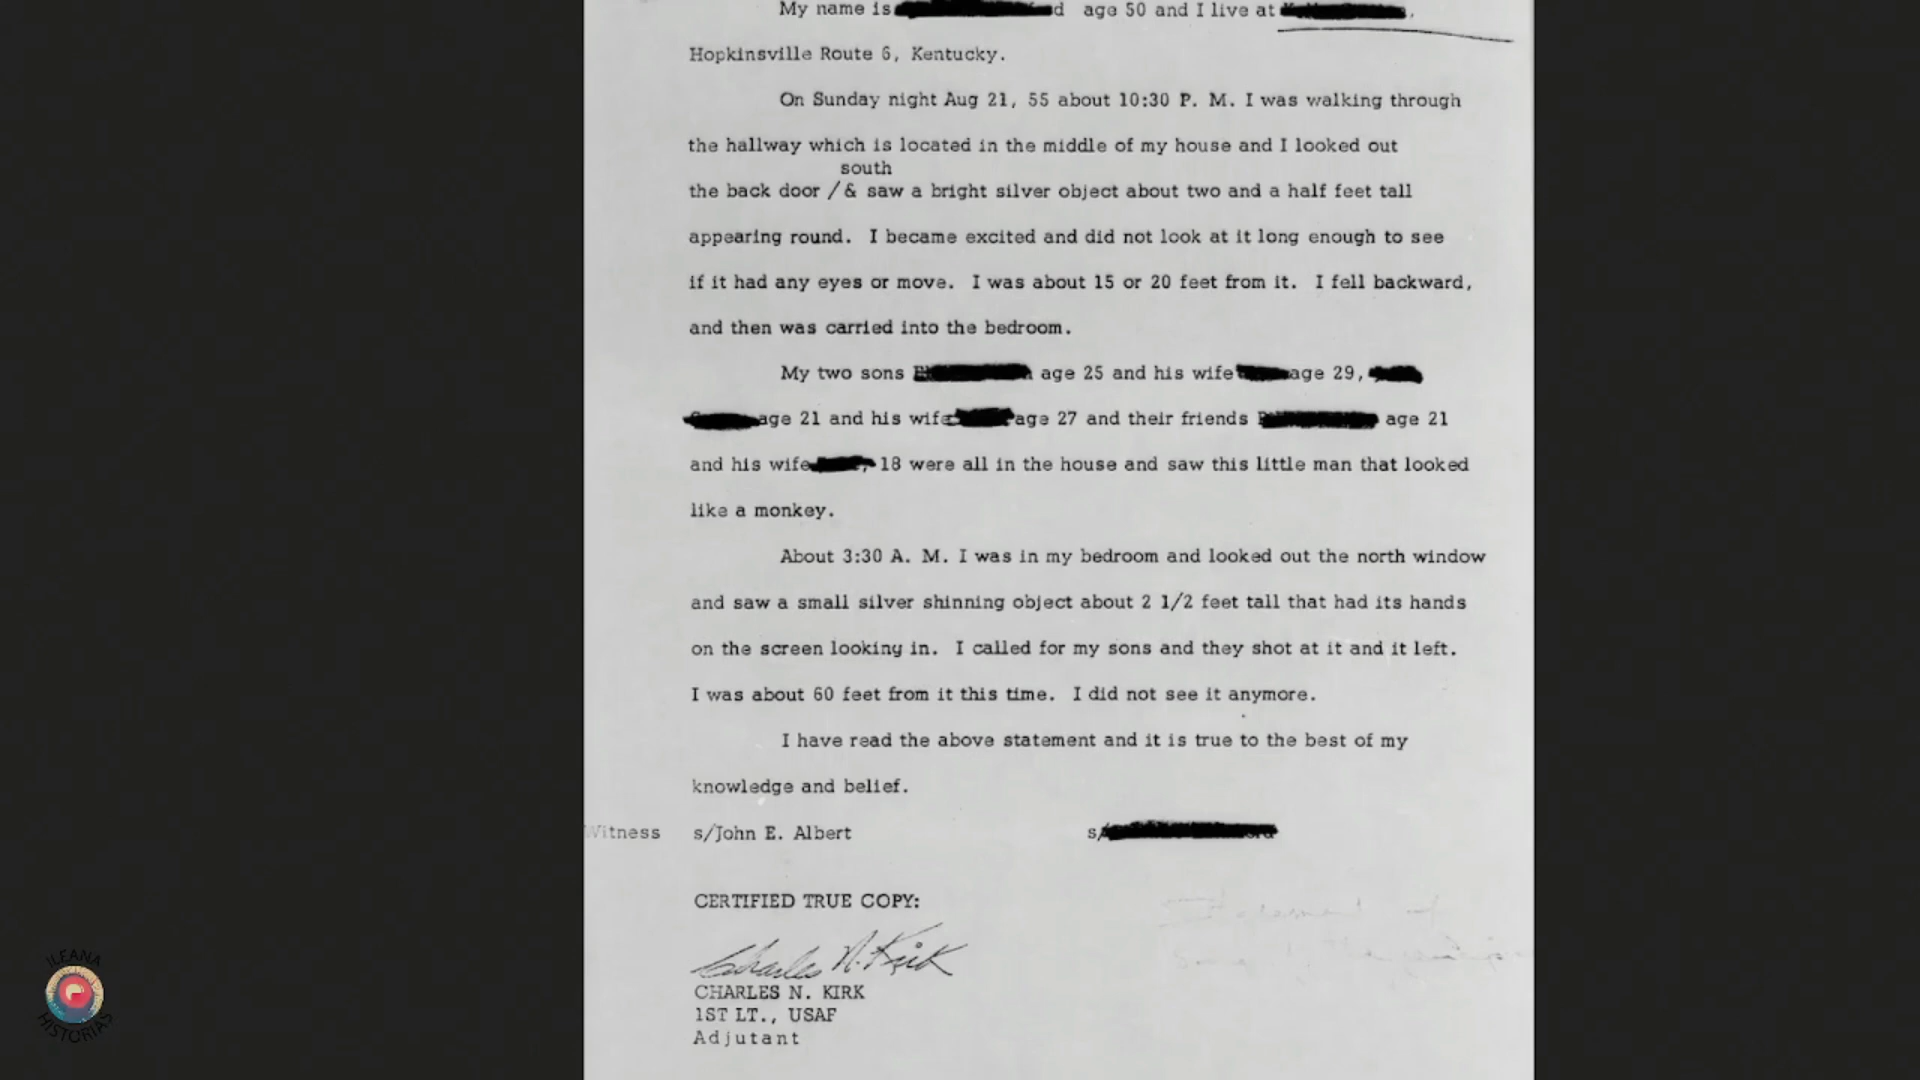 My name is d age 50 and I live at
Hopkinsville Route 6, Kentucky.
On Sunday night Aug 21, 55 about 10:30 P. M. I was walking through
the hallway which is located in the middle of my house and I looked out
south
the back door /& saw a bright silver object about two and a half feet tall
appearing round. I became excited and did not look at it long enough to see
if it had any eyes or move. I was about 15 or 20 feet from it. I fell backward,
and then was carried into the bedroom.
My two sons age 25 and his wife age 29,
age 21 and his wife age 27 and their friends age 21
and his wife 18 were all in the house and saw this little man that looked
like a monkey.
About 3:30 A. M. I was in my bedroom and looked out the north window
and saw a small silver shinning object about 2 1/2 feet tall that had its hands
on the screen looking in. I called for my sons and they shot at it and it left.
I was about 60 feet from it this time. I did not see it anymore.
I have read the above statement and it is true to the best of my
knowledge and belief.
Witness s/John E. Albert s/
CERTIFIED TRUE COPY:
Charles N. Kirk
CHARLES N. KIRK
1ST LT., USAF
Adjutant
ILEANA
HISTORIAS